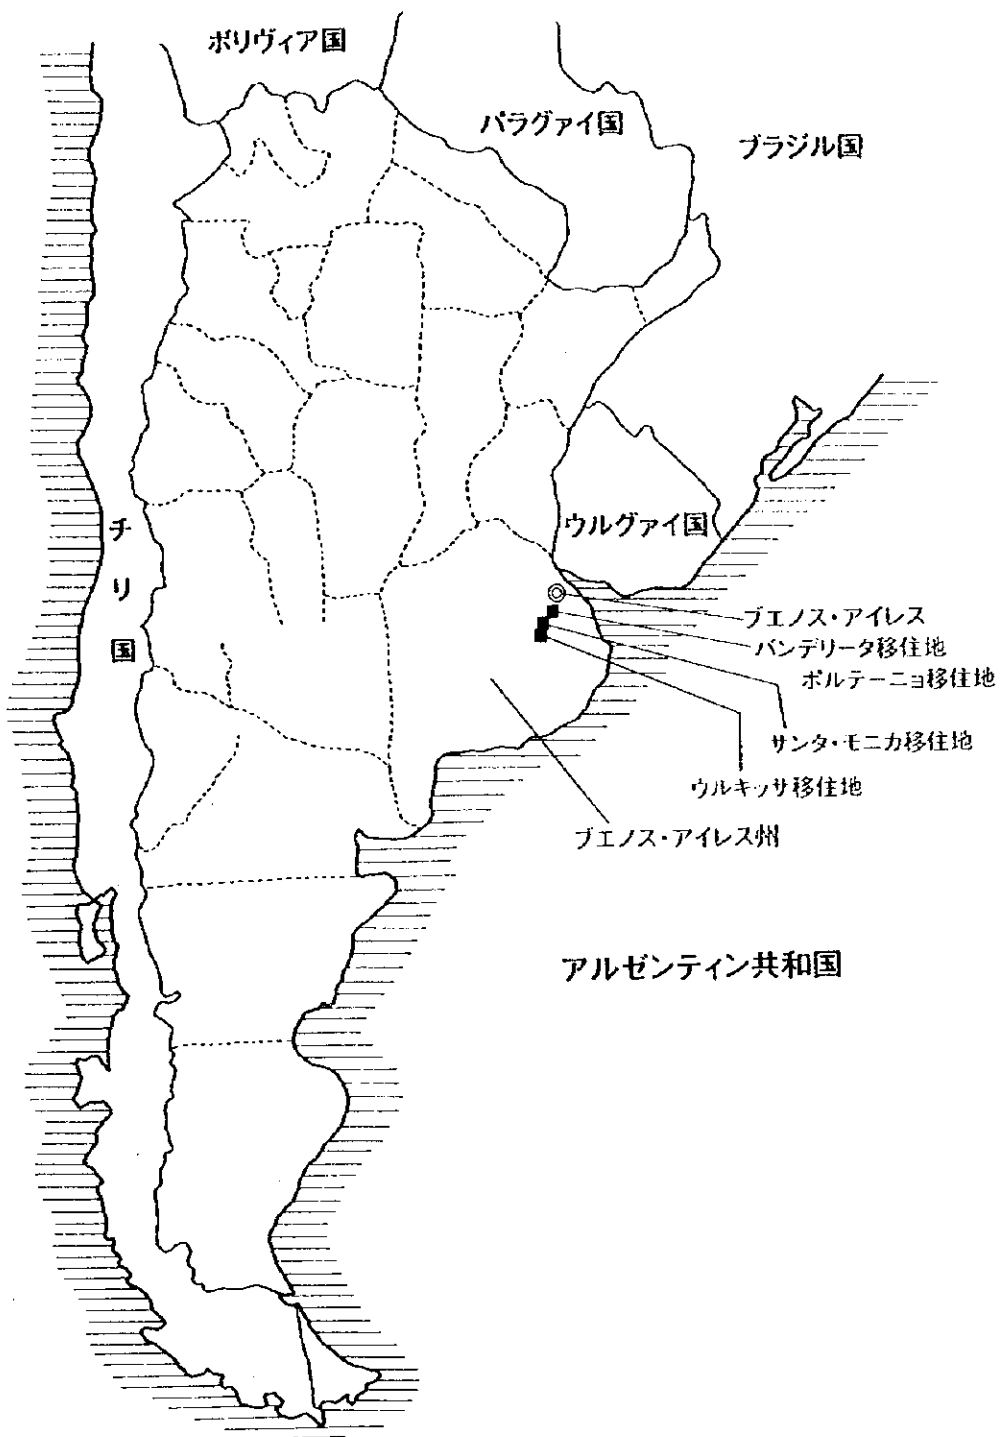 ボリヴィア国
パラグァイ国
ブラジル国
チリ国
ウルグァイ国
ブエノス・アイレス
バンデリータ移住地
ポルテーニョ移住地
サンタ・モニカ移住地
ウルキッサ移住地
ブエノス・アイレス州
アルゼンティン共和国